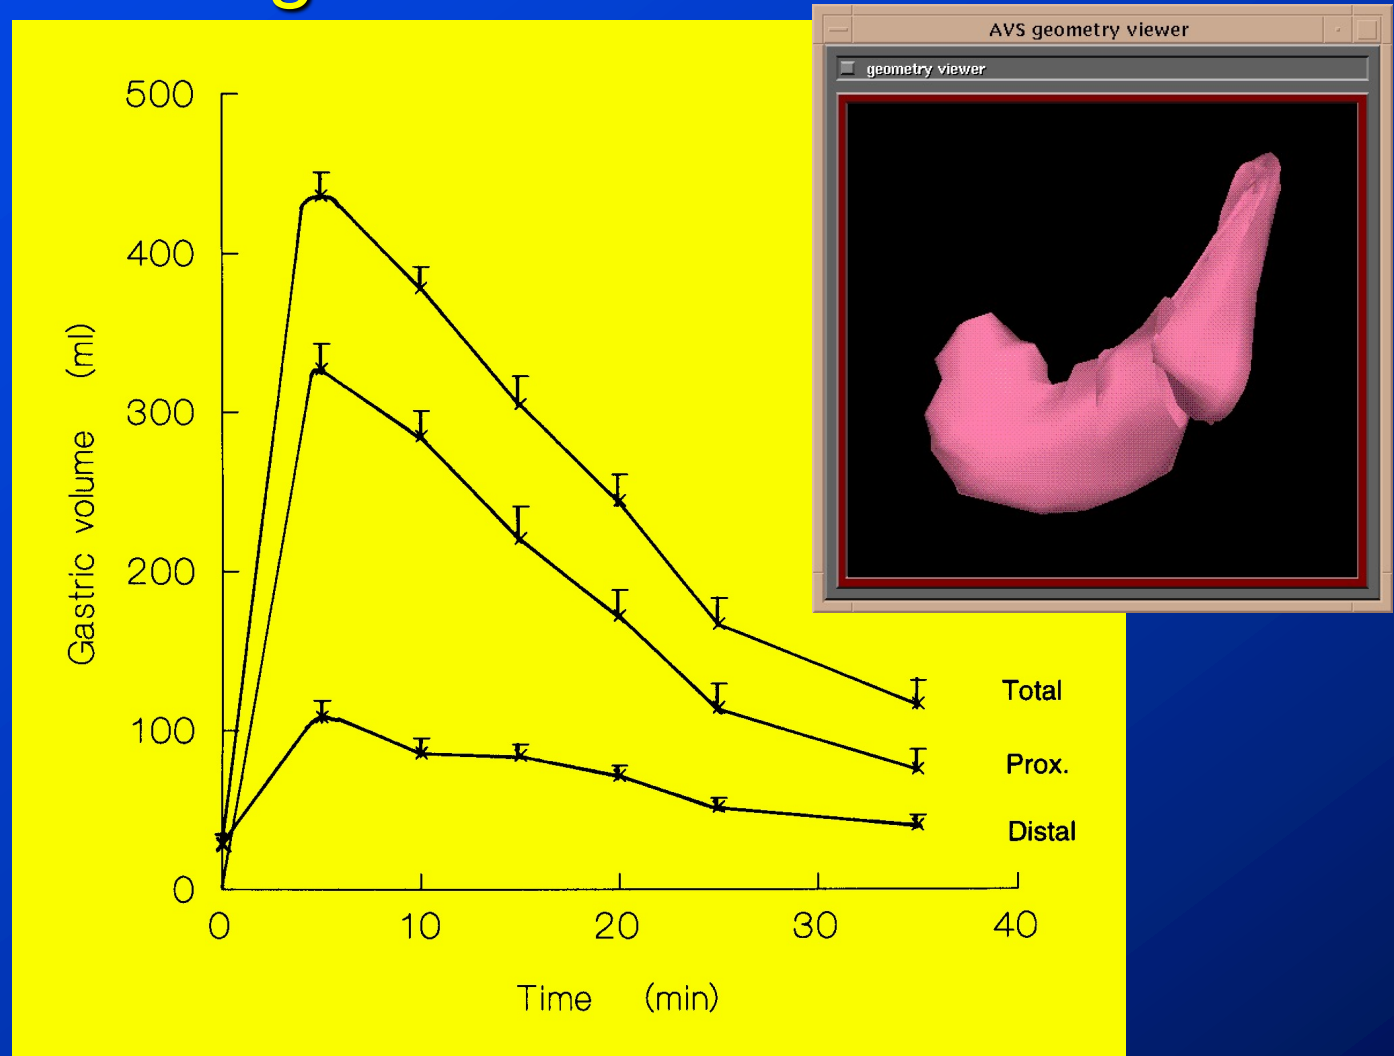 AVS geometry viewer
geometry viewer
500
400
300
200
100
0
Gastric volume (ml)
0 10 20 30 40
Time (min)
Total
Prox.
Distal